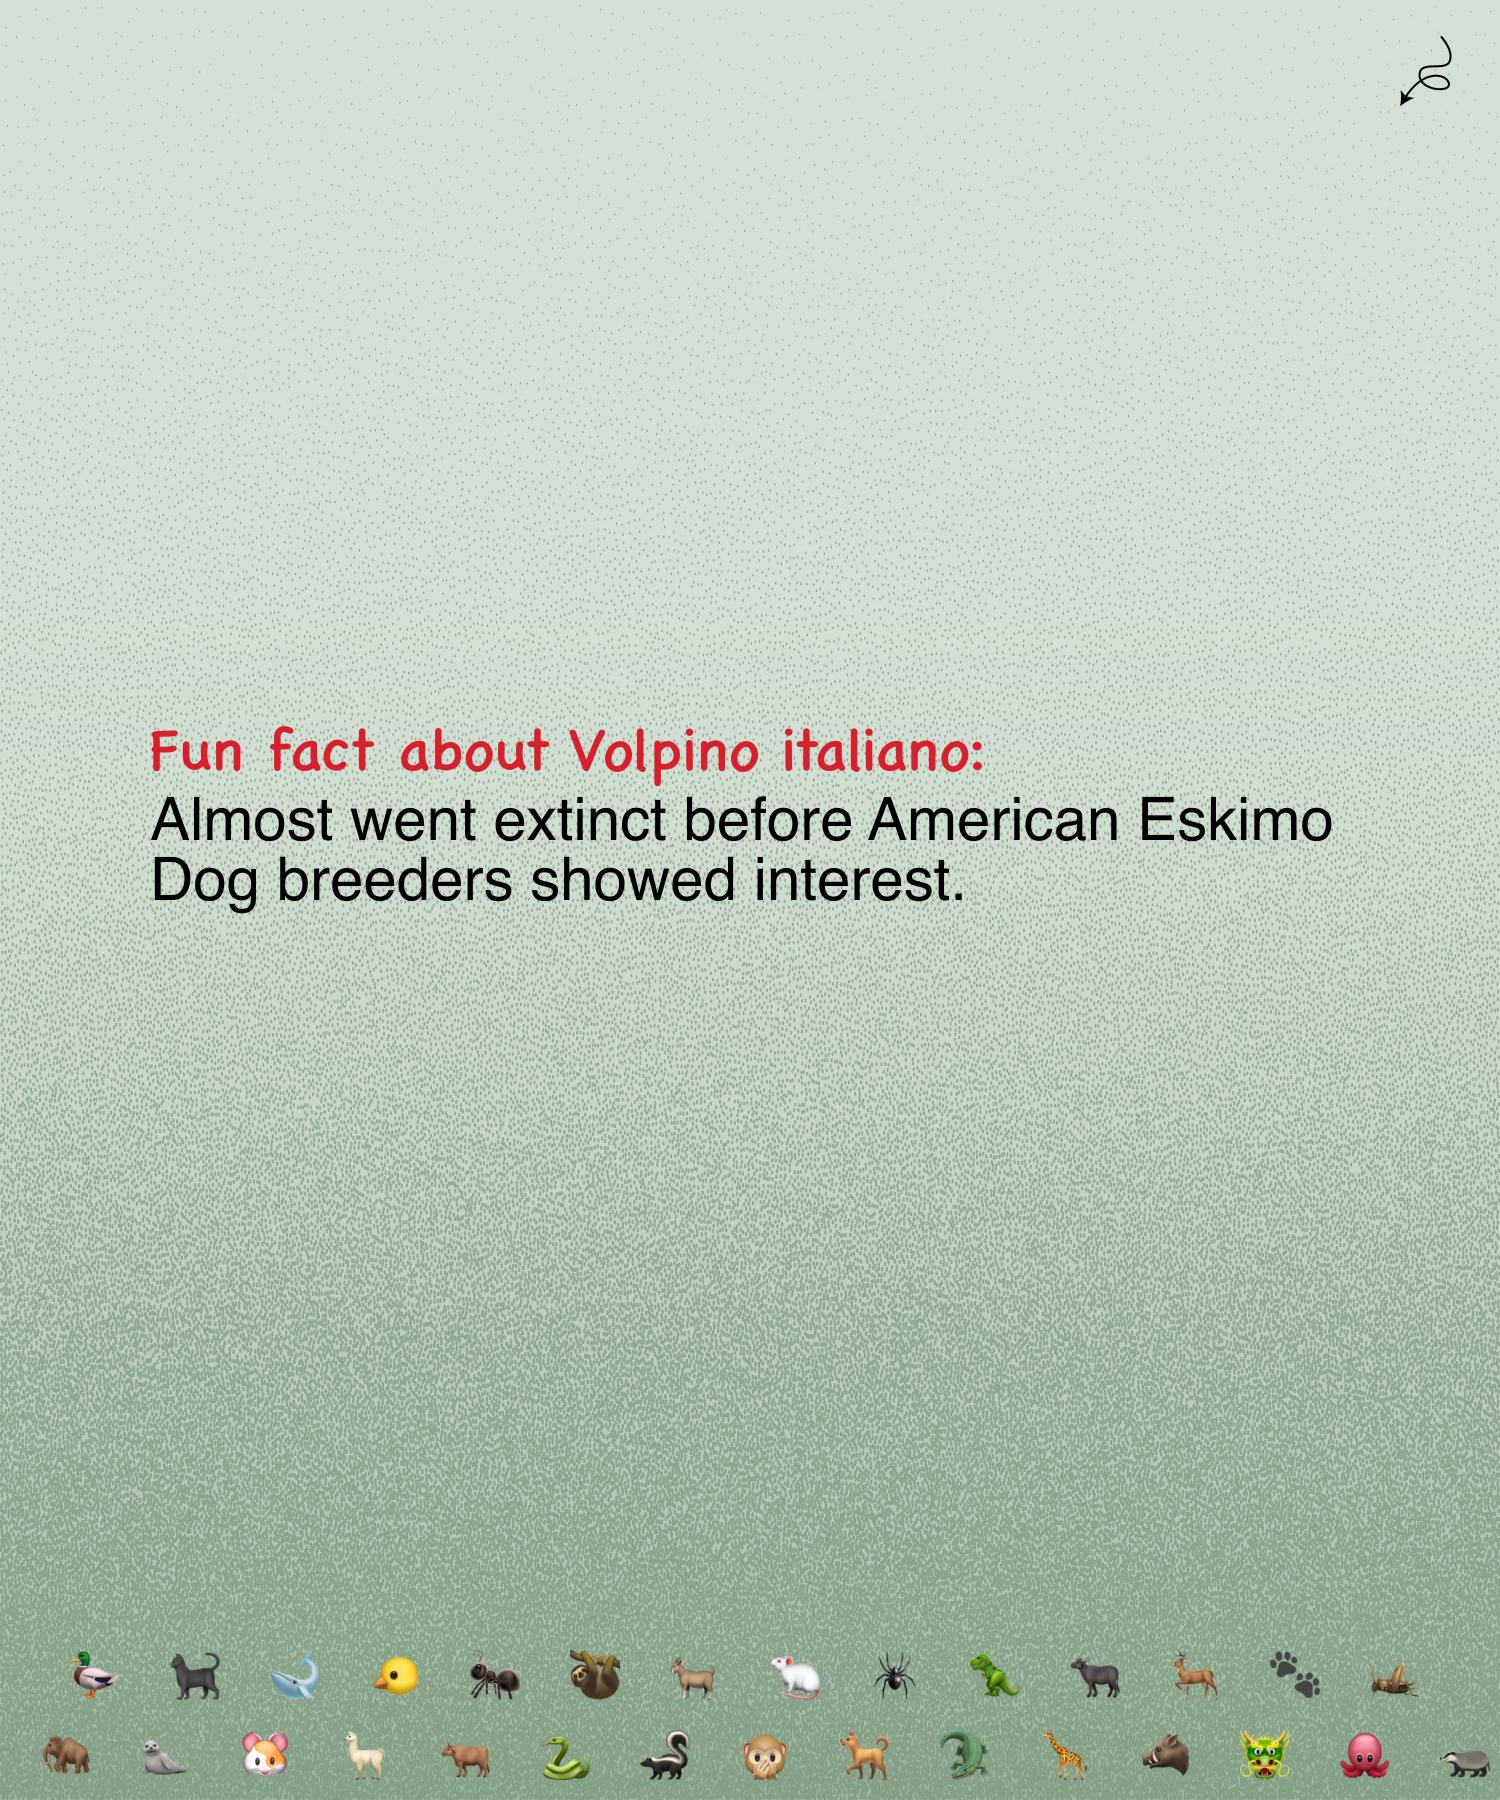 Fun fact about Volpino italiano:
Almost went extinct before American Eskimo
Dog breeders showed interest.